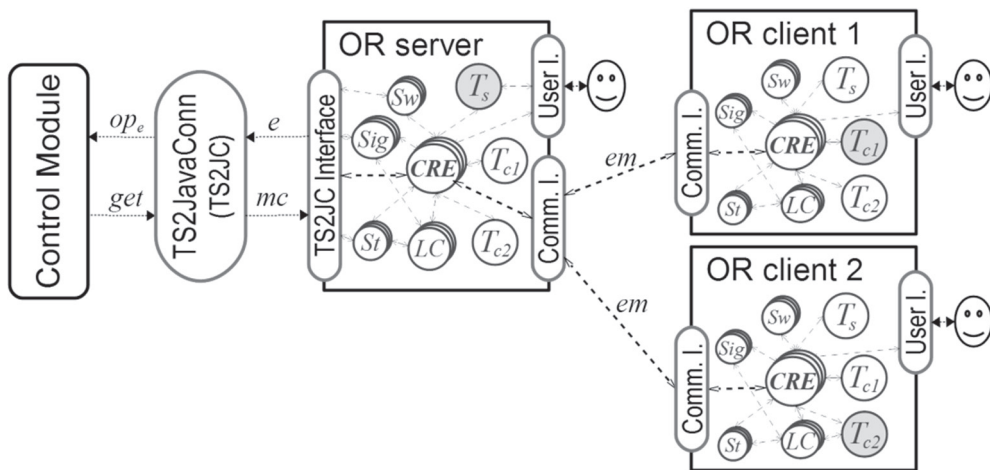 Control Module
op_e
get
TS2JavaConn
(TS2JC)
e
mc
OR server
TS2JC Interface
Sw
T_s
Sig
CRE
T_c1
St
LC
T_c2
User I.
Comm. I.
em
em
OR client 1
Comm. I.
Sw
T_s
Sig
CRE
T_c1
St
LC
T_c2
User I.
OR client 2
Comm. I.
Sw
T_s
Sig
CRE
T_c1
St
LC
T_c2
User I.